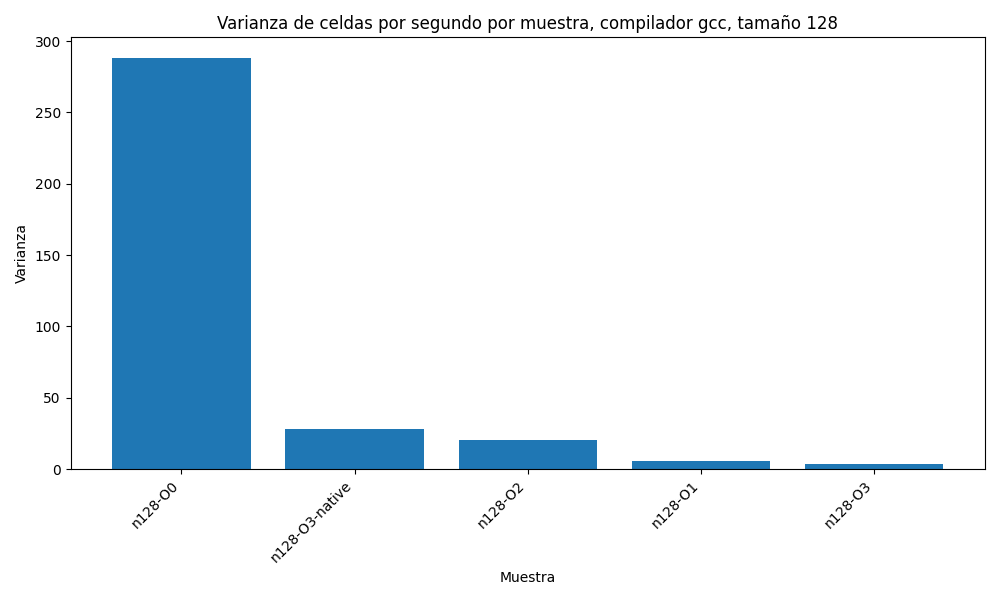 Varianza de celdas por segundo por muestra, compilador gcc, tamaño 128
300
250
200
150
100
50
0
Varianza
n128-O0
n128-O3-native
n128-O2
n128-O1
n128-O3
Muestra